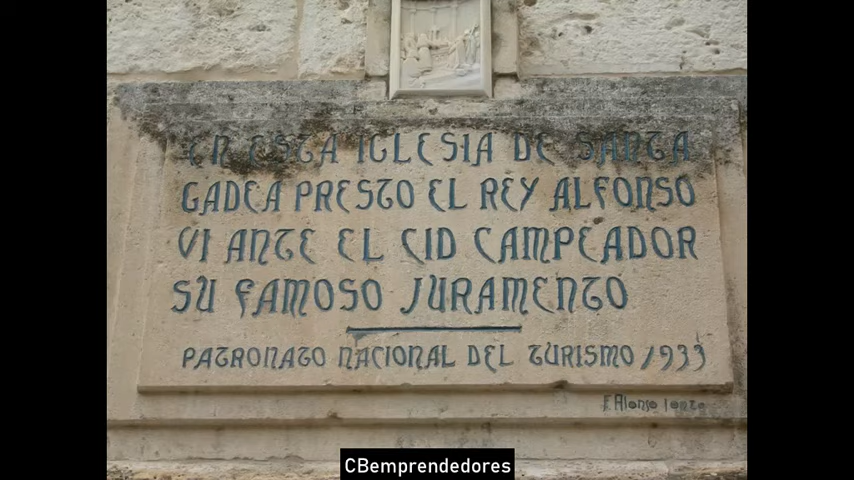 EN ESTA IGLESIA DE SANTA
GADEA PRESTO EL REY ALFONSO
VI ANTE EL CID CAMPEADOR
SU FAMOSO JURAMENTO
PATRONATO NACIONAL DEL TURISMO / 1933
F. Alonso
CBemprendedores